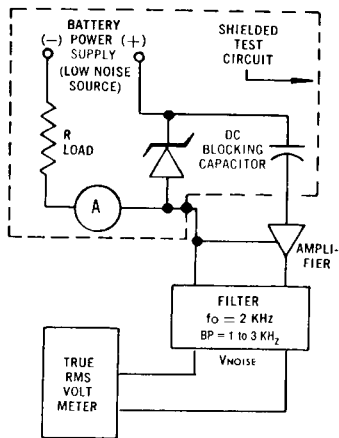 BATTERY
(-) POWER (+)
SUPPLY
(LOW NOISE
SOURCE)
SHIELDED
TEST
CIRCUIT
R
LOAD
DC
BLOCKING
CAPACITOR
A
AMPLI-
FIER
FILTER
fo = 2 KHz
BP = 1 to 3 KHz
VNOISE
TRUE
RMS
VOLT
METER